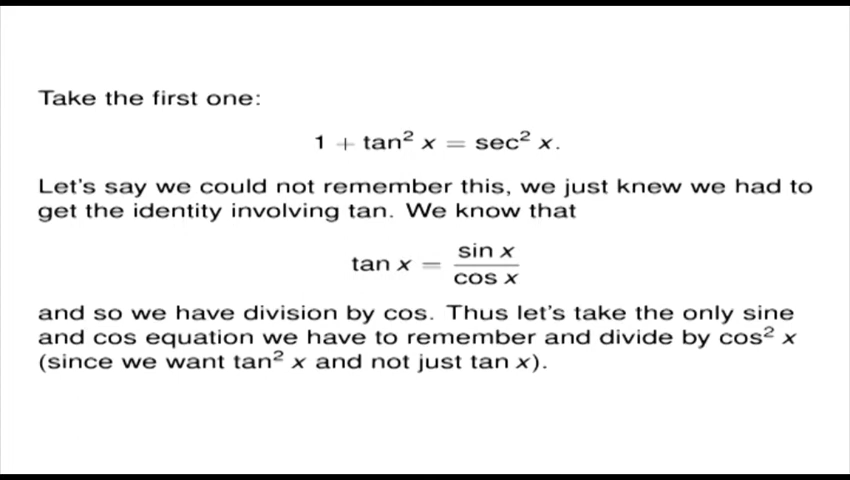 Take the first one:
1 + tan² x = sec² x.
Let's say we could not remember this, we just knew we had to
get the identity involving tan. We know that
tan x = sin x / cos x
and so we have division by cos. Thus let's take the only sine
and cos equation we have to remember and divide by cos² x
(since we want tan² x and not just tan x).